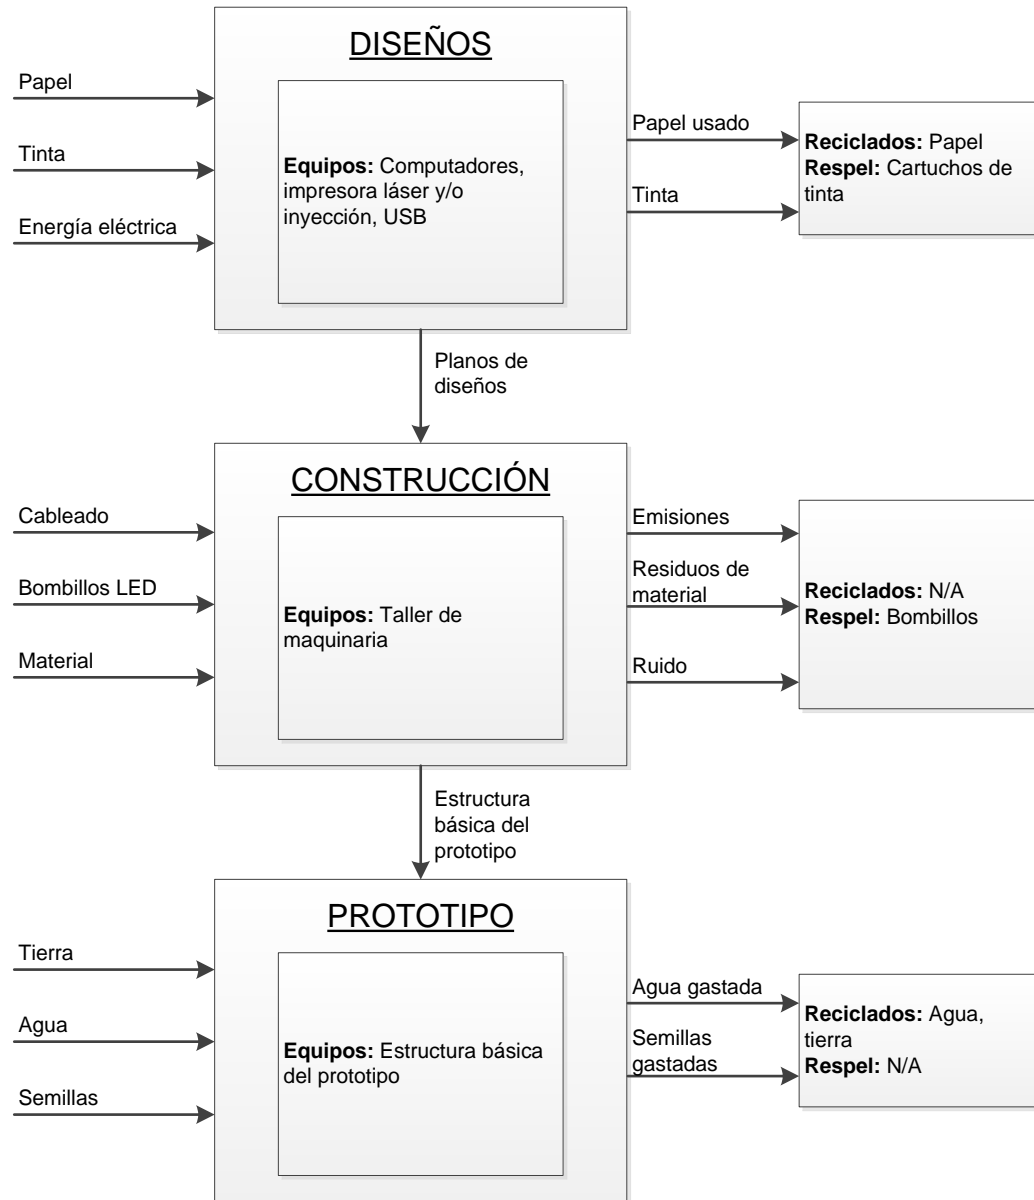 DISEÑOS
Papel
Tinta
Energía eléctrica
Equipos: Computadores,
impresora láser y/o
inyección, USB
Papel usado
Tinta
Reciclados: Papel
Respel: Cartuchos de
tinta
Planos de
diseños
CONSTRUCCIÓN
Cableado
Bombillos LED
Material
Equipos: Taller de
maquinaria
Emisiones
Residuos de
material
Ruido
Reciclados: N/A
Respel: Bombillos
Estructura
básica del
prototipo
PROTOTIPO
Tierra
Agua
Semillas
Equipos: Estructura básica
del prototipo
Agua gastada
Semillas
gastadas
Reciclados: Agua,
tierra
Respel: N/A